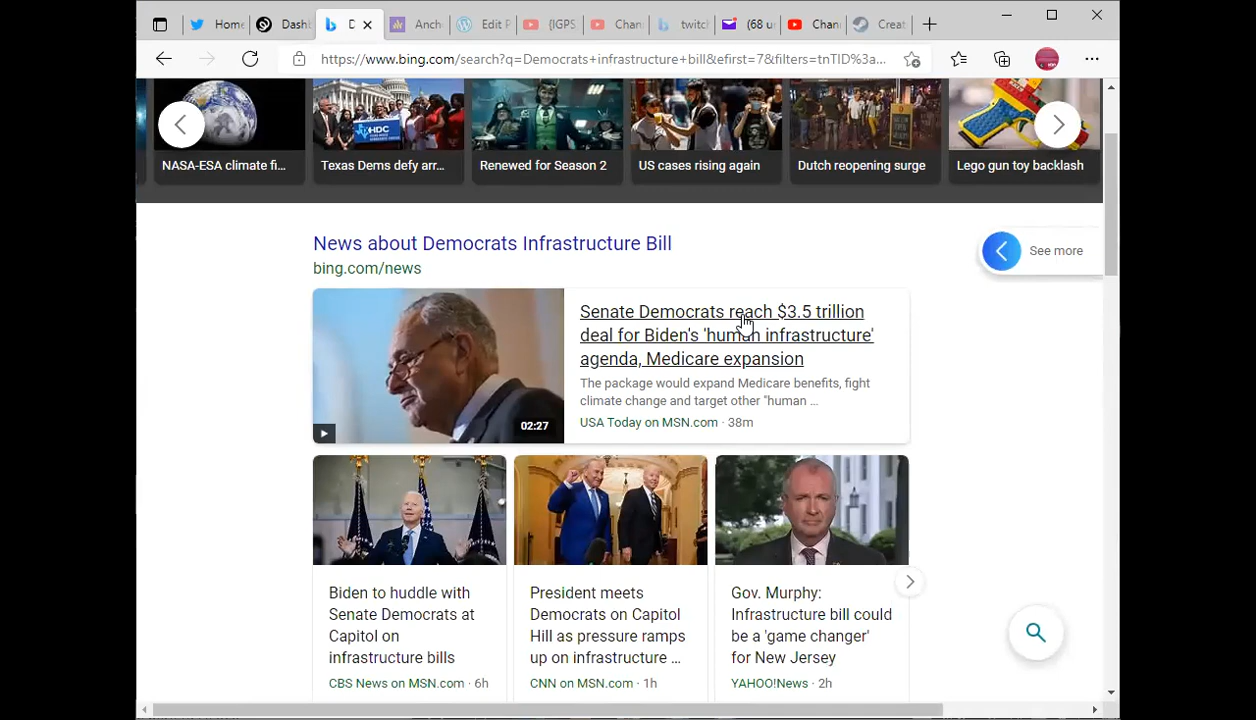 Home
Dashl
D
Anch
Edit P
(IGPS
Chan
twitch
(68 u
Chan
Creat
https://www.bing.com/search?q=Democrats+infrastructure+bill&efirst=7&filters=tnTID%3a...
NASA-ESA climate fi...
Texas Dems defy arr...
HDC
Renewed for Season 2
US cases rising again
Dutch reopening surge
Lego gun toy backlash
News about Democrats Infrastructure Bill
bing.com/news
See more
Senate Democrats reach $3.5 trillion
deal for Biden's 'human infrastructure'
agenda, Medicare expansion
The package would expand Medicare benefits, fight
climate change and target other "human ...
USA Today on MSN.com · 38m
02:27
Biden to huddle with
Senate Democrats at
Capitol on
infrastructure bills
CBS News on MSN.com · 6h
President meets
Democrats on Capitol
Hill as pressure ramps
up on infrastructure ...
CNN on MSN.com · 1h
Gov. Murphy:
Infrastructure bill could
be a 'game changer'
for New Jersey
YAHOO!News · 2h